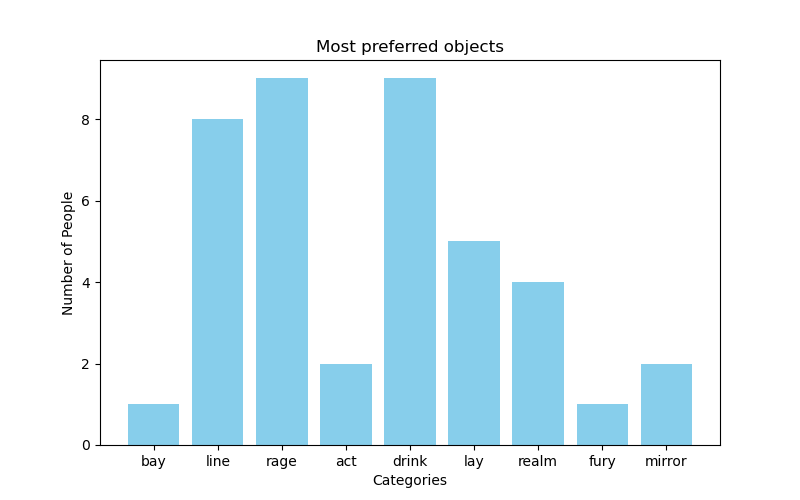 Most preferred objects
Number of People
8
6
4
2
0
bay line rage act drink lay realm fury mirror
Categories